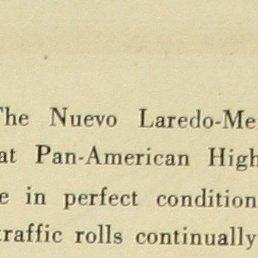 The Nuevo Laredo-Me
at Pan-American High
e in perfect condition
traffic rolls continually